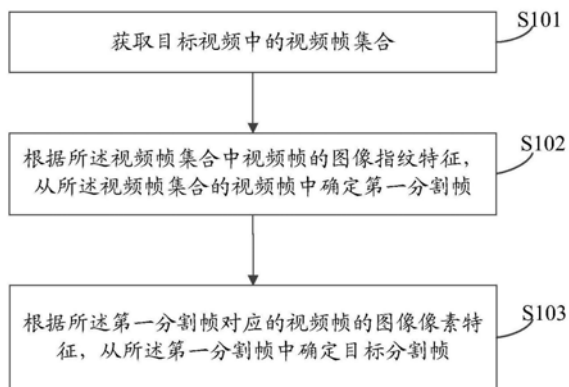 S101
获取目标视频中的视频帧集合
S102
根据所述视频帧集合中视频帧的图像指纹特征,
从所述视频帧集合的视频帧中确定第一分割帧
S103
根据所述第一分割帧对应的视频帧的图像像素特
征, 从所述第一分割帧中确定目标分割帧